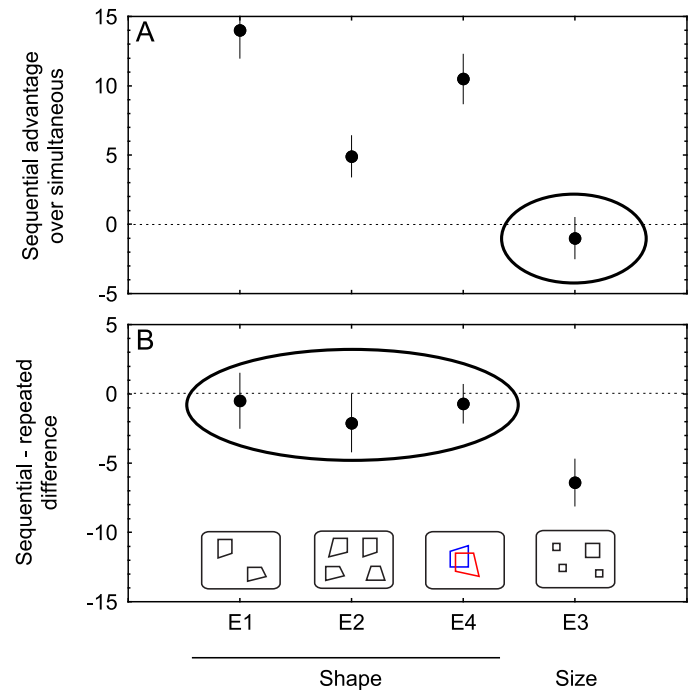 A
Sequential advantage
over simultaneous
15
10
5
0
-5
B
Sequential - repeated
difference
5
0
-5
-10
-15
E1 E2 E4 E3
Shape Size